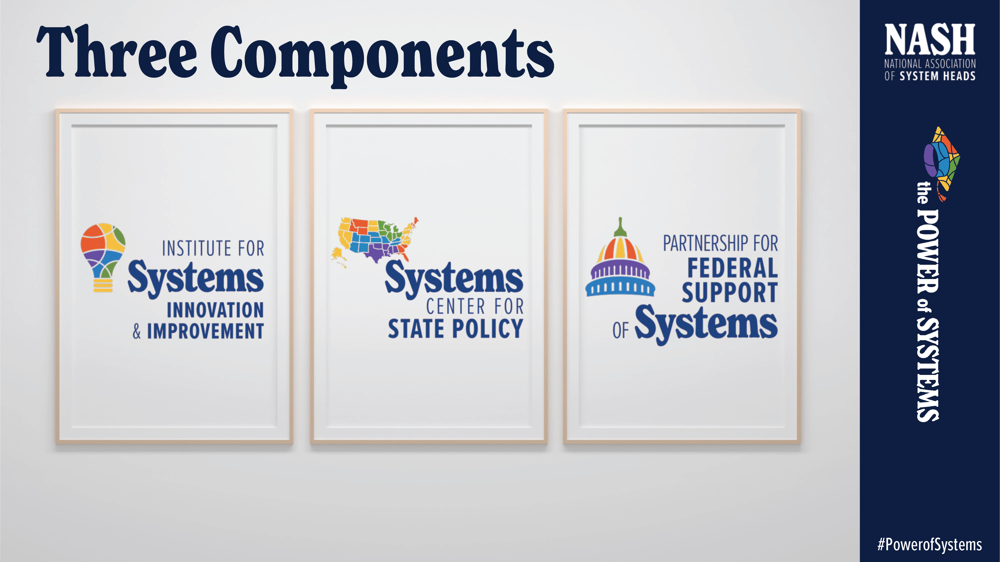 Three Components
INSTITUTE FOR
Systems
INNOVATION
& IMPROVEMENT
Systems
CENTER FOR
STATE POLICY
PARTNERSHIP FOR
FEDERAL
SUPPORT
OF Systems
NASH
NATIONAL ASSOCIATION
OF SYSTEM HEADS
the POWER of SYSTEMS
#PowerofSystems